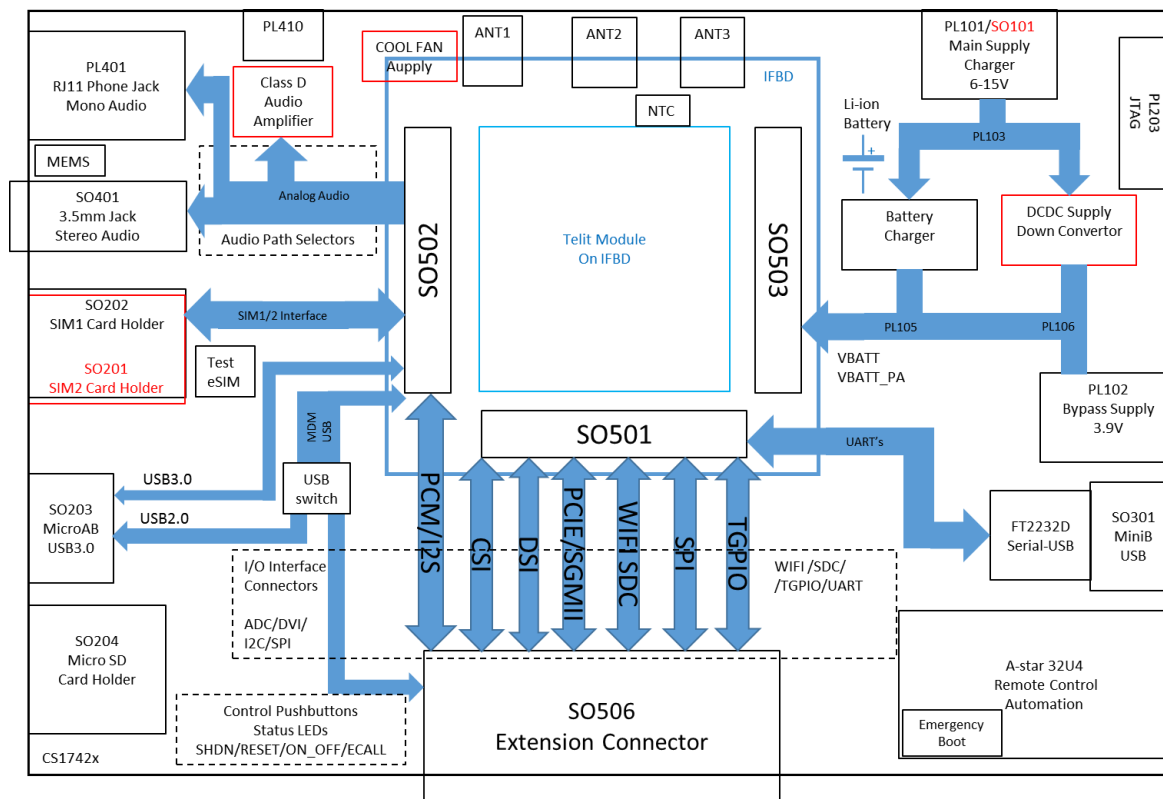 PL410
COOL FAN
Aupply
ANT1
ANT2
ANT3
IFBD
PL101/SO101
Main Supply
Charger
6-15V
PL203
JTAG
PL401
RJ11 Phone Jack
Mono Audio
Class D
Audio
Amplifier
NTC
Li-ion
Battery
+
PL103
MEMS
SO401
3.5mm Jack
Stereo Audio
Analog Audio
Audio Path Selectors
SO502
Telit Module
On IFBD
SO503
Battery
Charger
DCDC Supply
Down Convertor
SO202
SIM1 Card Holder
SO201
SIM2 Card Holder
SIM1/2 Interface
Test
eSIM
PL105
PL106
VBATT
VBATT_PA
PL102
Bypass Supply
3.9V
MDM
USB
SO501
UART's
USB
switch
USB3.0
USB2.0
SO203
MicroAB
USB3.0
PCM/I2S
CSI
DSI
PCIE/SGMII
WIFI SDC
SPI
TGPIO
FT2232D
Serial-USB
SO301
MiniB
USB
I/O Interface
Connectors
ADC/DVI/
I2C/SPI
WIFI /SDC/
/TGPIO/UART
SO204
Micro SD
Card Holder
A-star 32U4
Remote Control
Automation
Emergency
Boot
Control Pushbuttons
Status LEDs
SHDN/RESET/ON_OFF/ECALL
SO506
Extension Connector
CS1742x